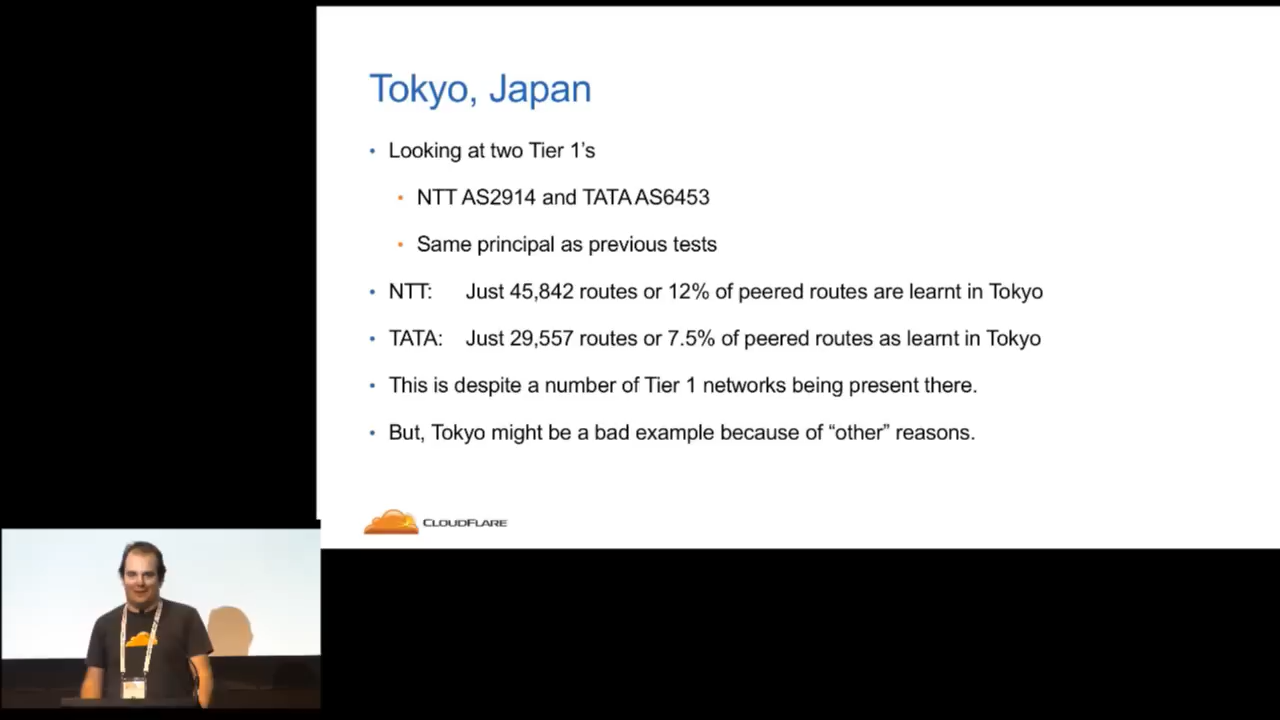 Tokyo, Japan
Looking at two Tier 1's
NTT AS2914 and TATA AS6453
Same principal as previous tests
NTT: Just 45,842 routes or 12% of peered routes are learnt in Tokyo
TATA: Just 29,557 routes or 7.5% of peered routes as learnt in Tokyo
This is despite a number of Tier 1 networks being present there.
But, Tokyo might be a bad example because of “other” reasons.
CLOUDFLARE